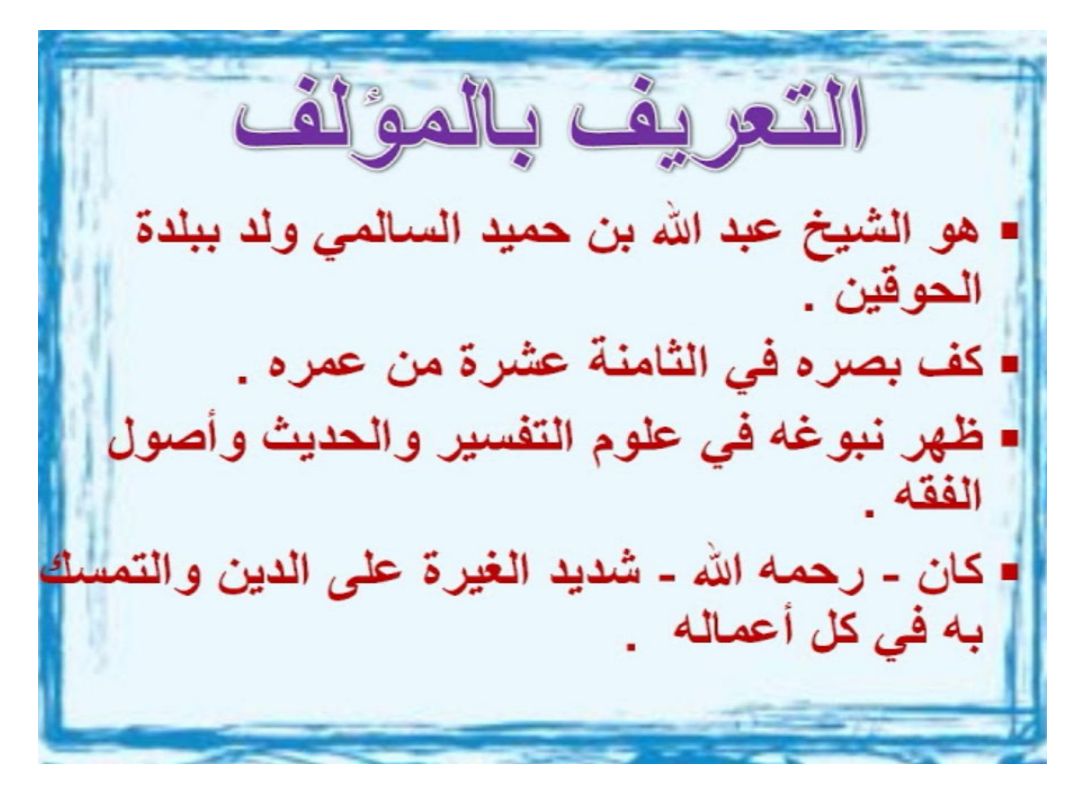 التعريف بالمؤلف
▪ هو الشيخ عبد الله بن حميد السالمي ولد ببلدة
الحوقين .
▪ كف بصره في الثامنة عشرة من عمره .
▪ ظهر نبوغه في علوم التفسير والحديث وأصول
الفقه .
▪ كان - رحمه الله - شديد الغيرة على الدين والتمسك
به في كل أعماله .